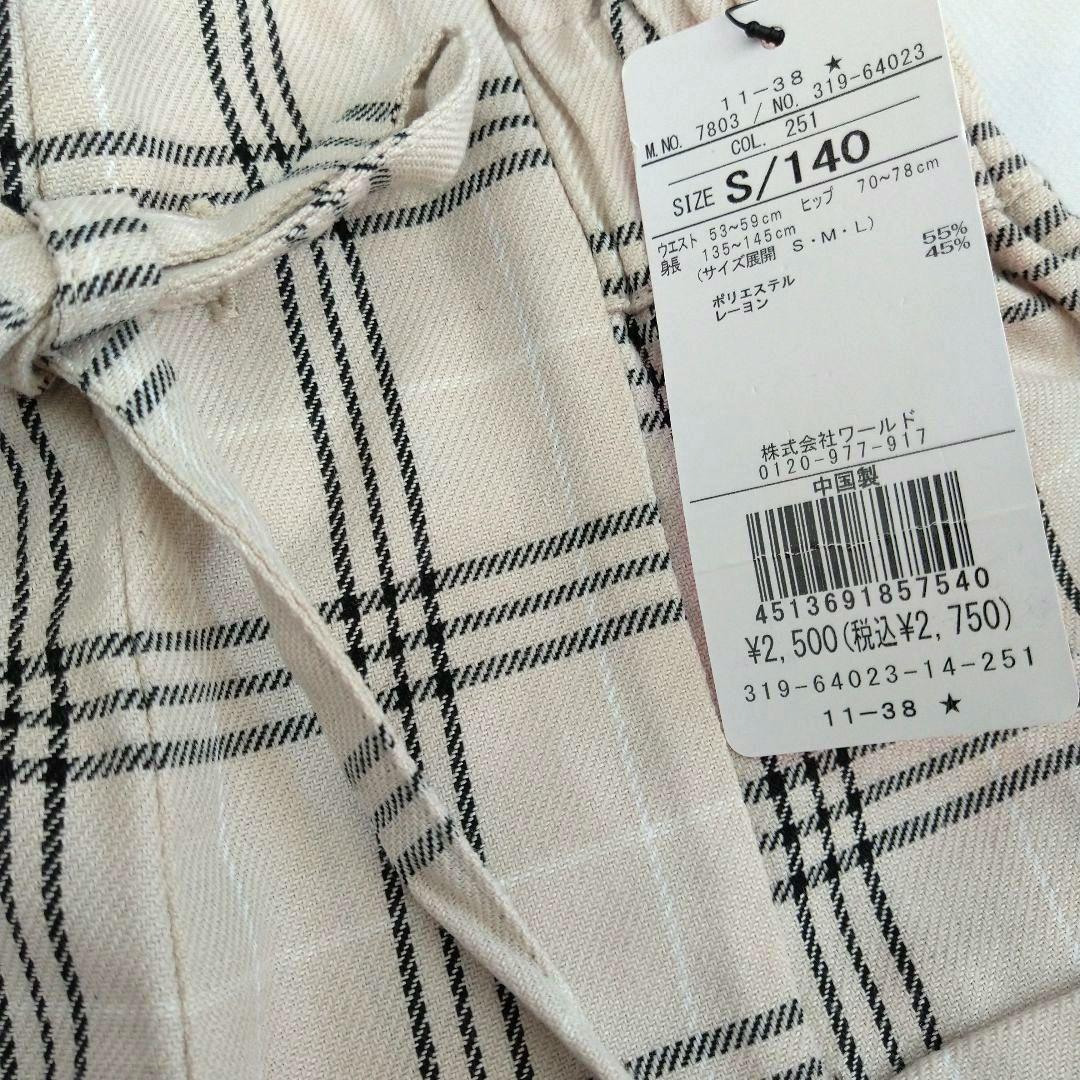 11-38 ★
M.NO. 7803 / NO. 319-64023
COL. 251
SIZE S/140
ウエスト 53~59cm ヒップ 70~78cm
身長 135~145cm
(サイズ展開 S・M・L)
ポリエステル 55%
レーヨン 45%
株式会社ワールド
0120-977-917
中国製
4513691857540
¥2,500(税込¥2,750)
319-64023-14-251
11-38 ★